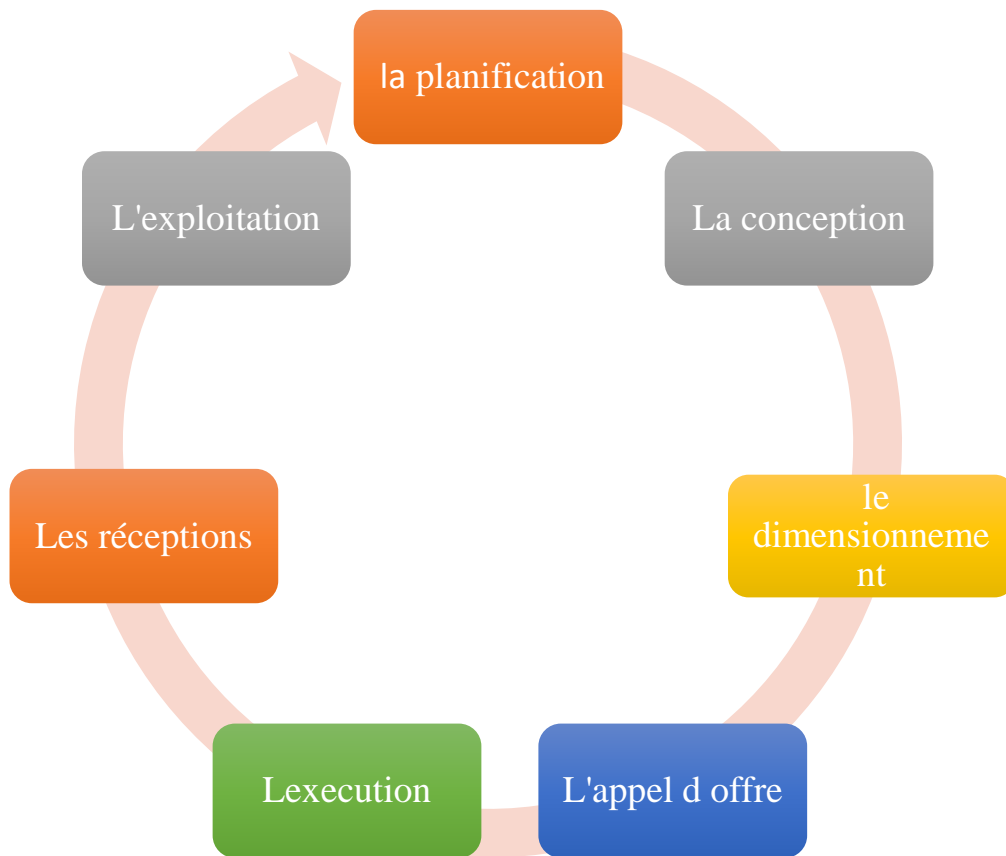 la planification
La conception
le
dimensionneme
nt
L'appel d offre
Lexecution
Les réceptions
L'exploitation